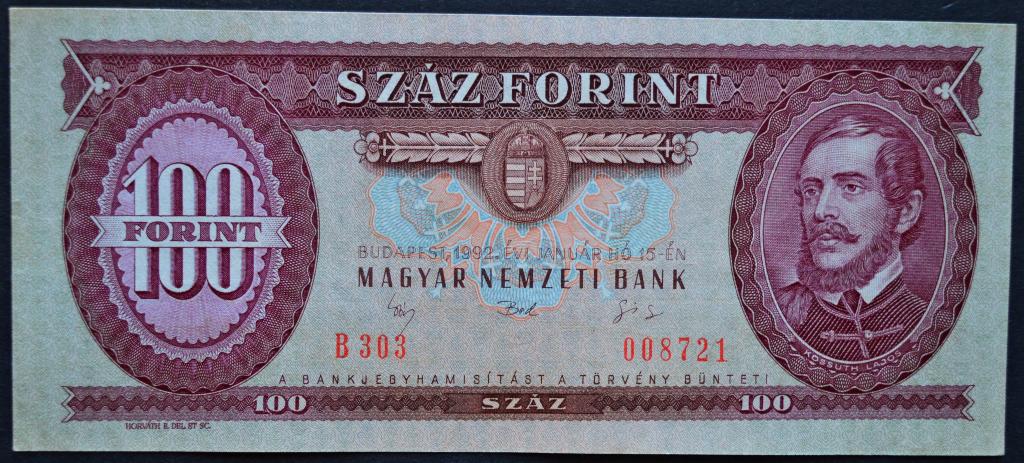 SZÁZ FORINT
100
FORINT
100
BUDAPEST, 1992. ÉVI JANUÁR HÓ 15-ÉN
MAGYAR NEMZETI BANK
B 303
008721
KOSSUTH LAJOS
A BANKJEGYHAMISÍTÁST A TÖRVÉNY BÜNTETI
100
SZÁZ
100
HORVÁTH E. DEL. ET SC.